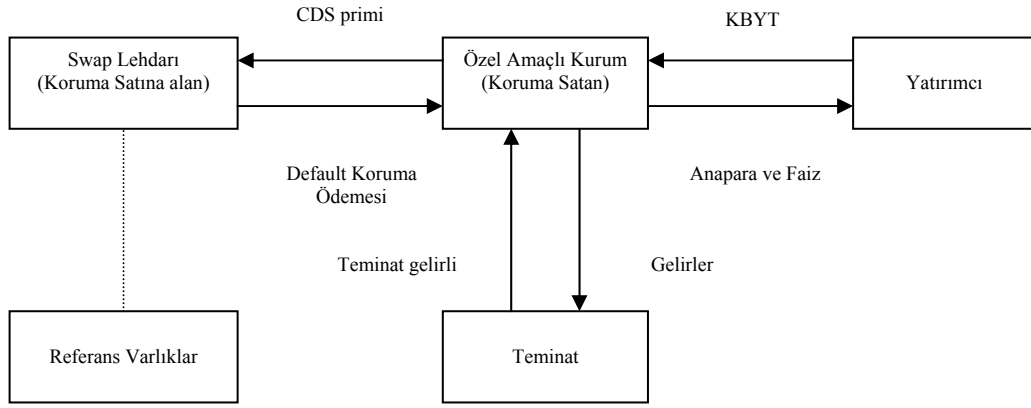 CDS primi
KBYT
Swap Lehdarı
(Koruma Satına alan)
Özel Amaçlı Kurum
(Koruma Satan)
Yatırımcı
Default Koruma
Ödemesi
Anapara ve Faiz
Teminat gelirli
Gelirler
Referans Varlıklar
Teminat